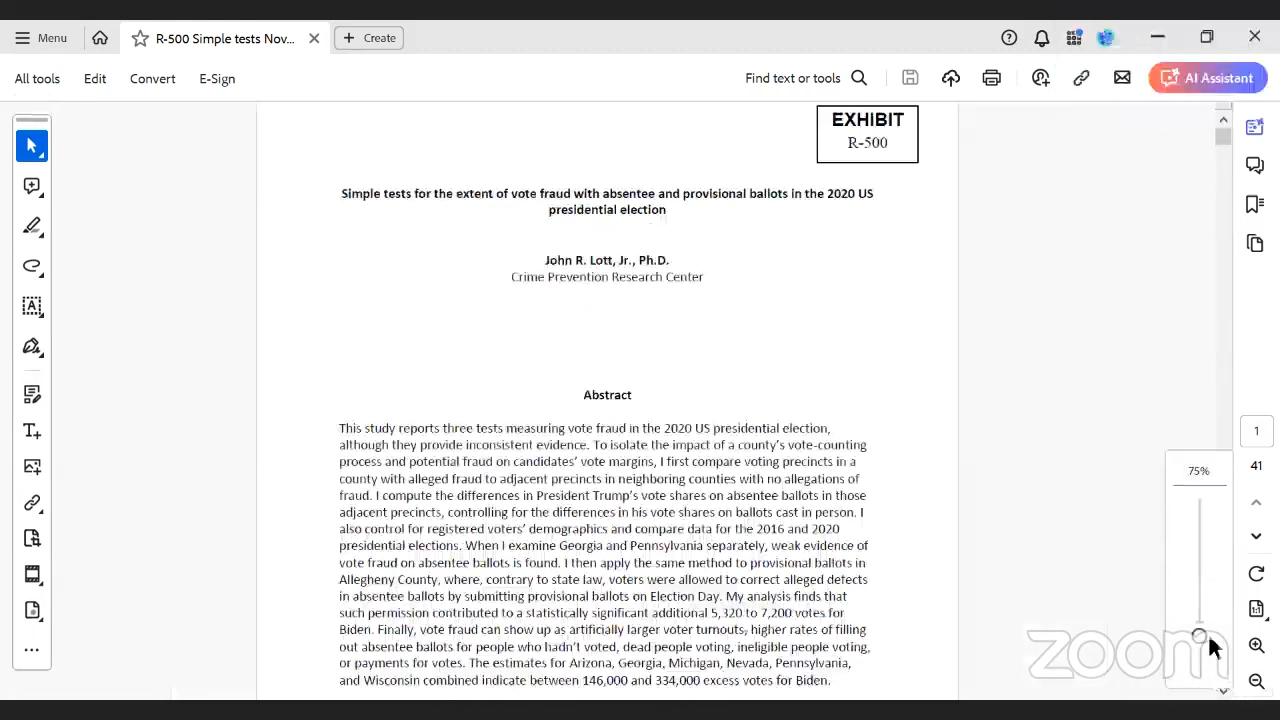 Menu
R-500 Simple tests Nov...
Create
All tools
Edit
Convert
E-Sign
Find text or tools
AI Assistant
EXHIBIT
R-500
Simple tests for the extent of vote fraud with absentee and provisional ballots in the 2020 US
presidential election
John R. Lott, Jr., Ph.D.
Crime Prevention Research Center
Abstract
This study reports three tests measuring vote fraud in the 2020 US presidential election,
although they provide inconsistent evidence. To isolate the impact of a county's vote-counting
process and potential fraud on candidates' vote margins, I first compare voting precincts in a
county with alleged fraud to adjacent precincts in neighboring counties with no allegations of
fraud. I compute the differences in President Trump's vote shares on absentee ballots in those
adjacent precincts, controlling for the differences in his vote shares on ballots cast in person. I
also control for registered voters' demographics and compare data for the 2016 and 2020
presidential elections. When I examine Georgia and Pennsylvania separately, weak evidence of
vote fraud on absentee ballots is found. I then apply the same method to provisional ballots in
Allegheny County, where, contrary to state law, voters were allowed to correct alleged defects
in absentee ballots by submitting provisional ballots on Election Day. My analysis finds that
such permission contributed to a statistically significant additional 5,320 to 7,200 votes for
Biden. Finally, vote fraud can show up as artificially larger voter turnouts, higher rates of filling
out absentee ballots for people who hadn't voted, dead people voting, ineligible people voting,
or payments for votes. The estimates for Arizona, Georgia, Michigan, Nevada, Pennsylvania,
and Wisconsin combined indicate between 146,000 and 334,000 excess votes for Biden.
1
41
75%
1:1
zoom